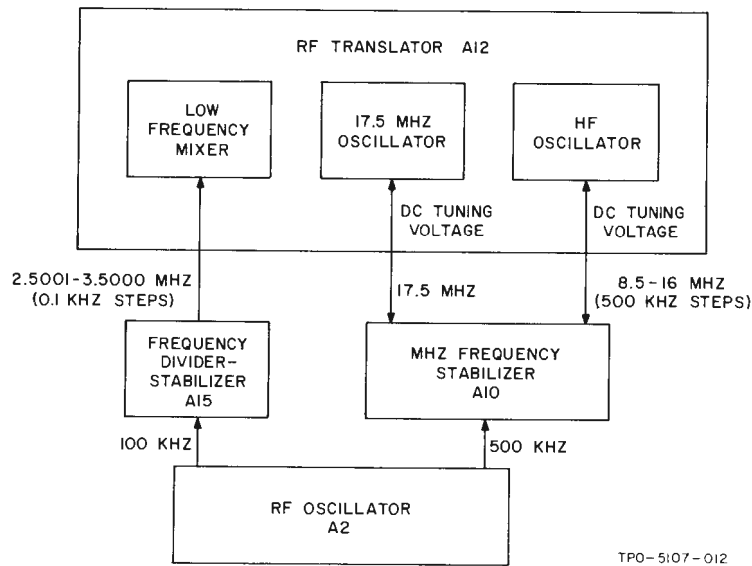 RF TRANSLATOR A12
LOW
FREQUENCY
MIXER
17.5 MHZ
OSCILLATOR
HF
OSCILLATOR
DC TUNING
VOLTAGE
DC TUNING
VOLTAGE
2.5001-3.5000 MHZ
(0.1 KHZ STEPS)
17.5 MHZ
8.5-16 MHZ
(500 KHZ STEPS)
FREQUENCY
DIVIDER-
STABILIZER
A15
MHZ FREQUENCY
STABILIZER
A10
100 KHZ
500 KHZ
RF OSCILLATOR
A2
TPO-5107-012